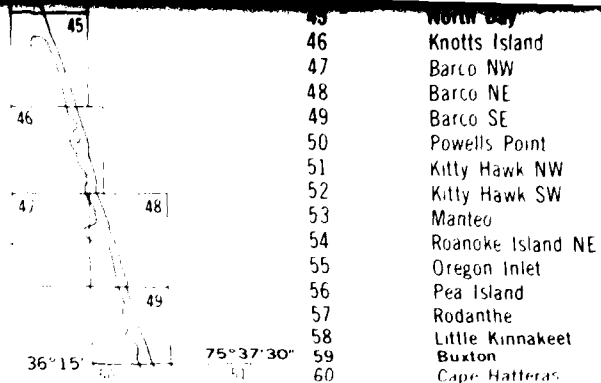 45
45 North Bay
46 Knotts Island
47 Barco NW
48 Barco NE
49 Barco SE
46
50 Powells Point
51 Kitty Hawk NW
52 Kitty Hawk SW
47 48
53 Manteo
54 Roanoke Island NE
55 Oregon Inlet
56 Pea Island
49
57 Rodanthe
58 Little Kinnakeet
36°15' 75°37'30" 59 Buxton
50 51 60 Cape Hatteras